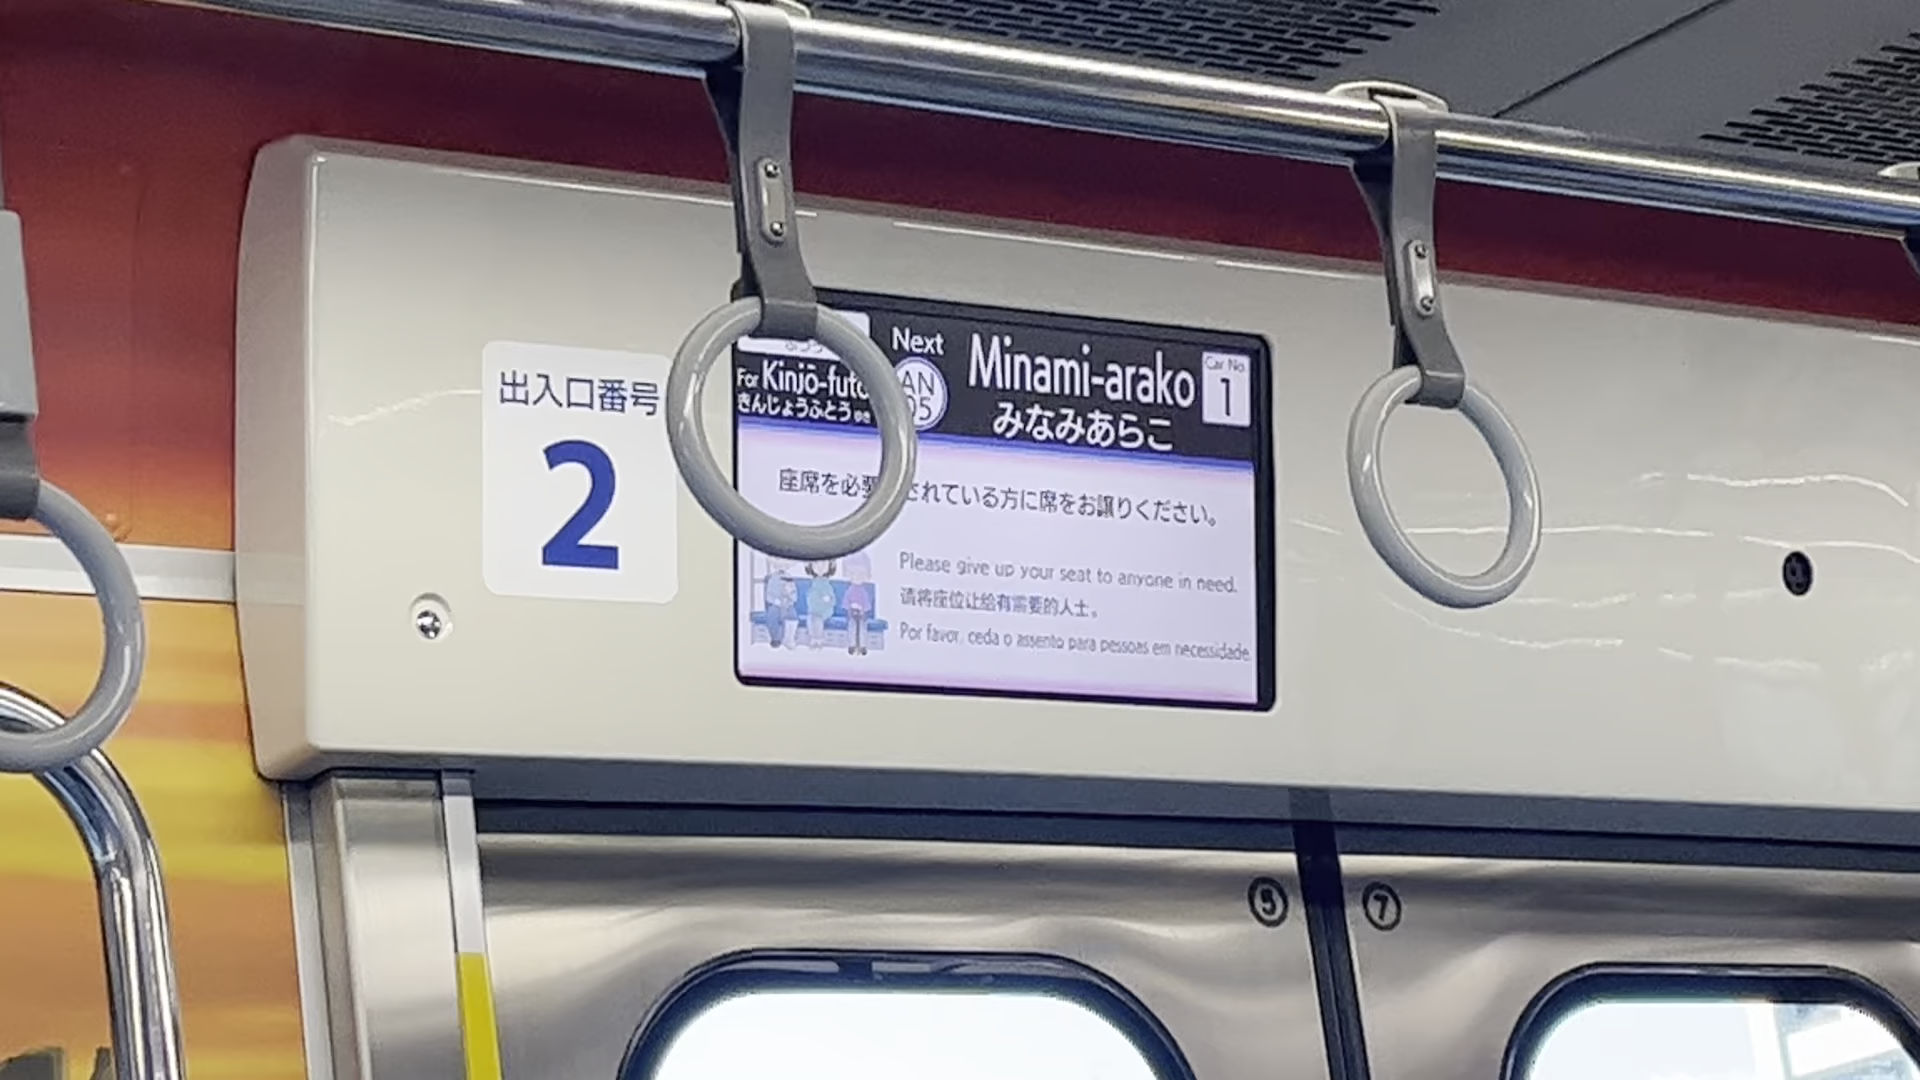 出入口番号
2
Next
Minami-arako
Car No.
1
For Kinjō-futo
きんじょうふとう ゆき
AN
05
みなみあらこ
座席を必要 されている方に席をお譲りください。
Please give up your seat to anyone in need.
请将座位让给有需要的人士。
Por favor, ceda o assento para pessoas em necessidade.
⑤
⑦